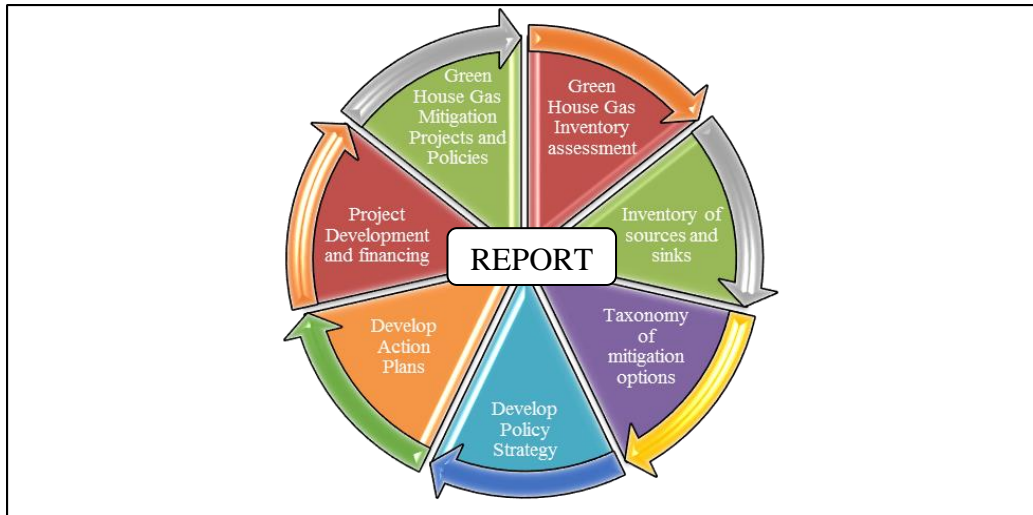 Green
House Gas
Inventory
assessment
Inventory of
sources and
sinks
Taxonomy
of
mitigation
options
Develop
Policy
Strategy
Develop
Action
Plans
Project
Development
and financing
Green
House Gas
Mitigation
Projects and
Policies
REPORT